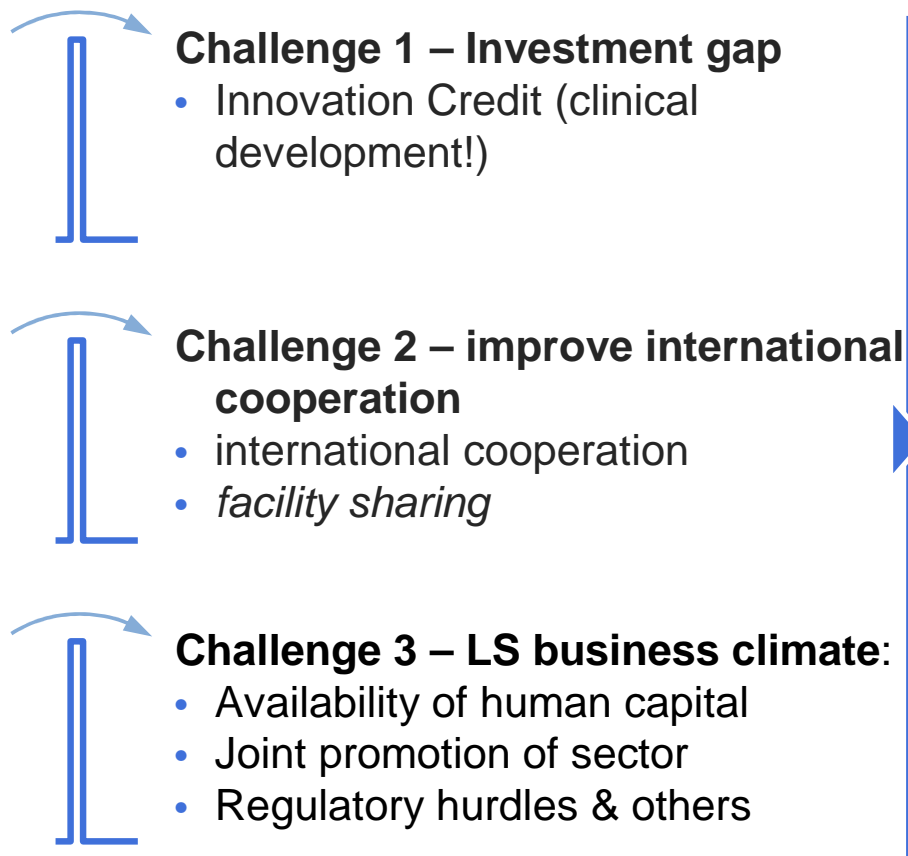 Challenge 1 – Investment gap
• Innovation Credit (clinical
development!)
Challenge 2 – improve international
cooperation
• international cooperation
• facility sharing
Challenge 3 – LS business climate:
• Availability of human capital
• Joint promotion of sector
• Regulatory hurdles & others